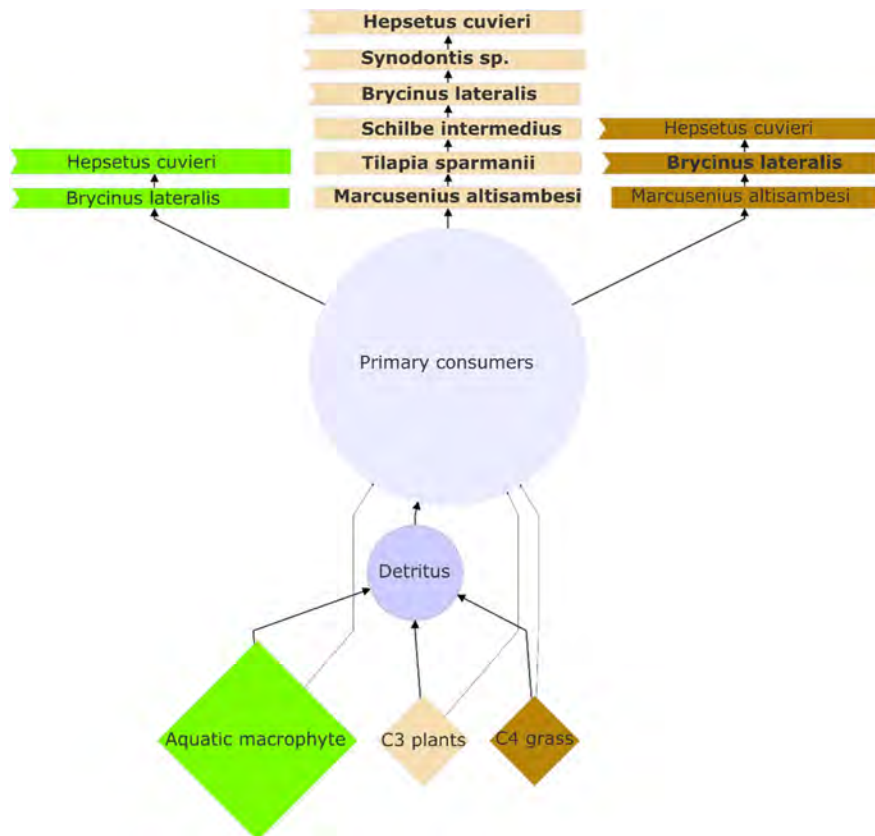 Hepsetus cuvieri
Synodontis sp.
Brycinus lateralis
Schilbe intermedius
Tilapia sparmanii
Marcusenius altisambesi
Hepsetus cuvieri
Brycinus lateralis
Hepsetus cuvieri
Brycinus lateralis
Marcusenius altisambesi
Primary consumers
Detritus
Aquatic macrophyte
C3 plants
C4 grass